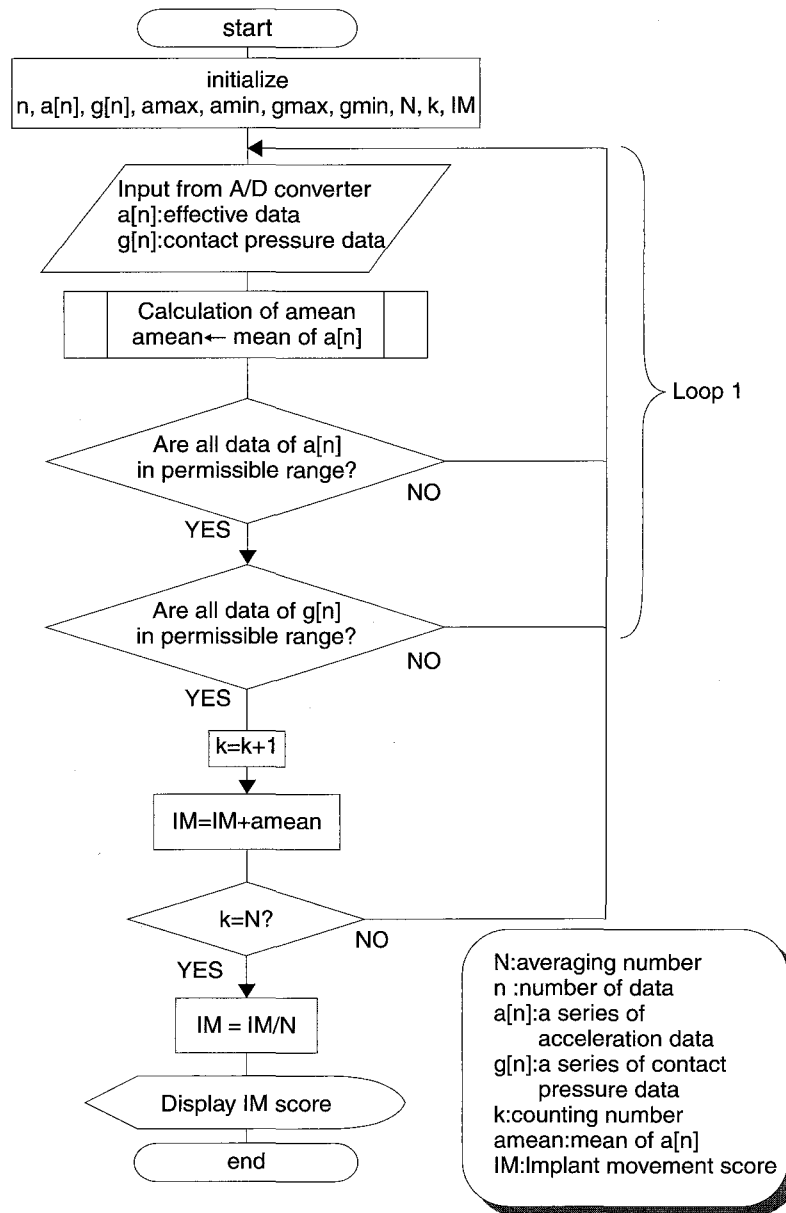 start
initialize
n, a[n], g[n], amax, amin, gmax, gmin, N, k, IM
Input from A/D converter
a[n]:effective data
g[n]:contact pressure data
Calculation of amean
amean← mean of a[n]
Loop 1
Are all data of a[n]
in permissible range?
NO
YES
Are all data of g[n]
in permissible range?
NO
YES
k=k+1
IM=IM+amean
k=N?
NO
YES
IM = IM/N
Display IM score
end
N:averaging number
n :number of data
a[n]:a series of
acceleration data
g[n]:a series of contact
pressure data
k:counting number
amean:mean of a[n]
IM:Implant movement score